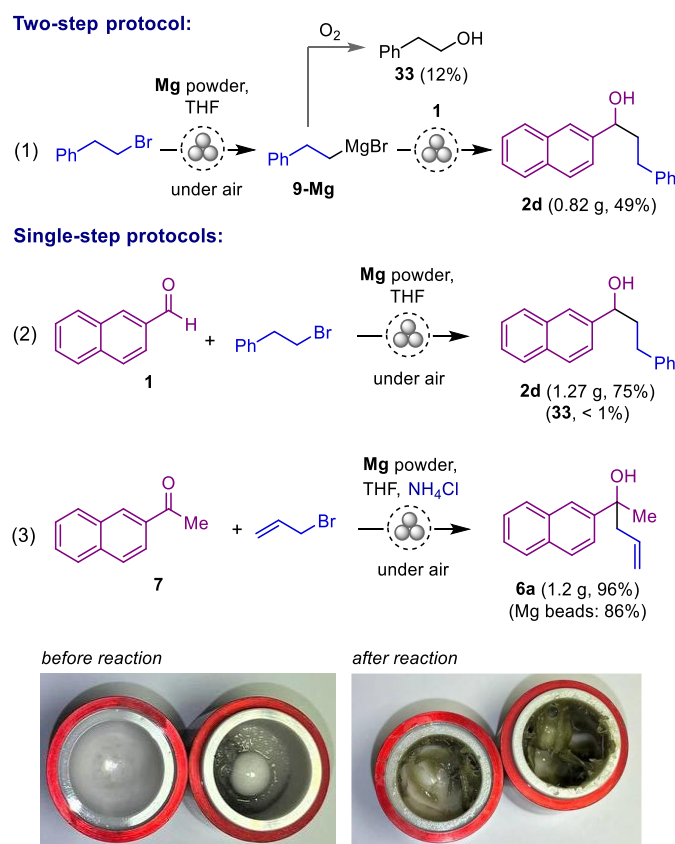 Two-step protocol:
O2
OH
Ph
33 (12%)
Mg powder,
THF
1
OH
(1)
Ph
Br
Ph
MgBr
under air
9-Mg
Ph
2d (0.82 g, 49%)
Single-step protocols:
Mg powder,
THF
OH
O
(2)
H
+
Ph
Br
Ph
1
under air
2d (1.27 g, 75%)
(33, < 1%)
Mg powder,
THF, NH4Cl
OH
O
(3)
Me
+
Br
Me
7
under air
6a (1.2 g, 96%)
(Mg beads: 86%)
before reaction
after reaction